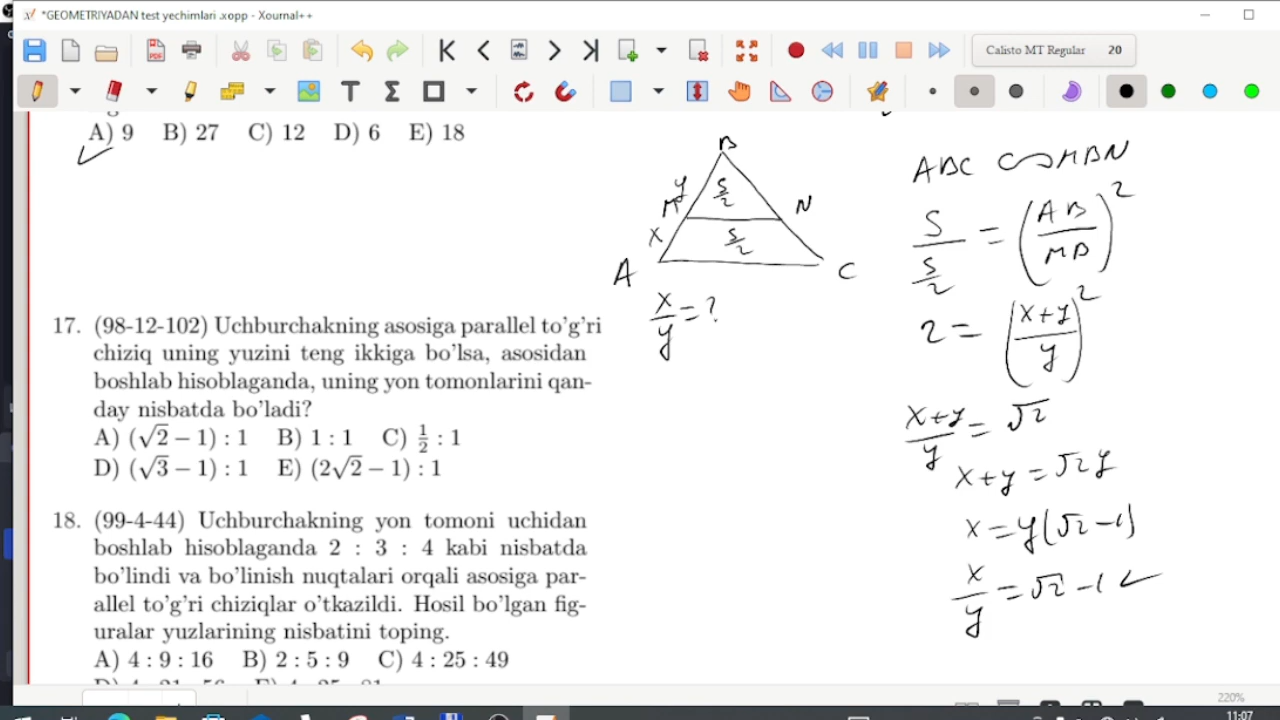 *GEOMETRIYADAN test yechimlari .xopp - Xournal++
Calisto MT Regular 20
A) 9 B) 27 C) 12 D) 6 E) 18
B
y
S/2
M
N
x
S/2
A
C
x/y = ?
ABC ∽ MBN
S / (S/2) = (AB/MB)²
2 = ((x+y)/y)²
(x+y)/y = √2
x+y = √2 y
x = y(√2 - 1)
x/y = √2 - 1
17. (98-12-102) Uchburchakning asosiga parallel to'g'ri
chiziq uning yuzini teng ikkiga bo'lsa, asosidan
boshlab hisoblaganda, uning yon tomonlarini qan-
day nisbatda bo'ladi?
A) (√2 − 1) : 1 B) 1 : 1 C) 1/2 : 1
D) (√3 − 1) : 1 E) (2√2 − 1) : 1
18. (99-4-44) Uchburchakning yon tomoni uchidan
boshlab hisoblaganda 2 : 3 : 4 kabi nisbatda
bo'lindi va bo'linish nuqtalari orqali asosiga par-
allel to'g'ri chiziqlar o'tkazildi. Hosil bo'lgan fig-
uralar yuzlarining nisbatini toping.
A) 4 : 9 : 16 B) 2 : 5 : 9 C) 4 : 25 : 49
220%
11:07